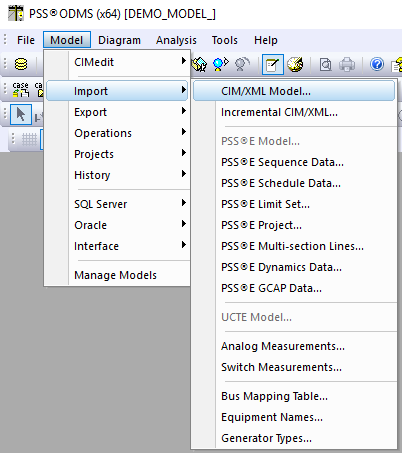 PSS®ODMS (x64) [DEMO_MODEL_]
File Model Diagram Analysis Tools Help
CIMedit
Import
Export
Operations
Projects
History
SQL Server
Oracle
Interface
Manage Models
CIM/XML Model...
Incremental CIM/XML...
PSS®E Model...
PSS®E Sequence Data...
PSS®E Schedule Data...
PSS®E Limit Set...
PSS®E Project...
PSS®E Multi-section Lines...
PSS®E Dynamics Data...
PSS®E GCAP Data...
UCTE Model...
Analog Measurements...
Switch Measurements...
Bus Mapping Table...
Equipment Names...
Generator Types...
case